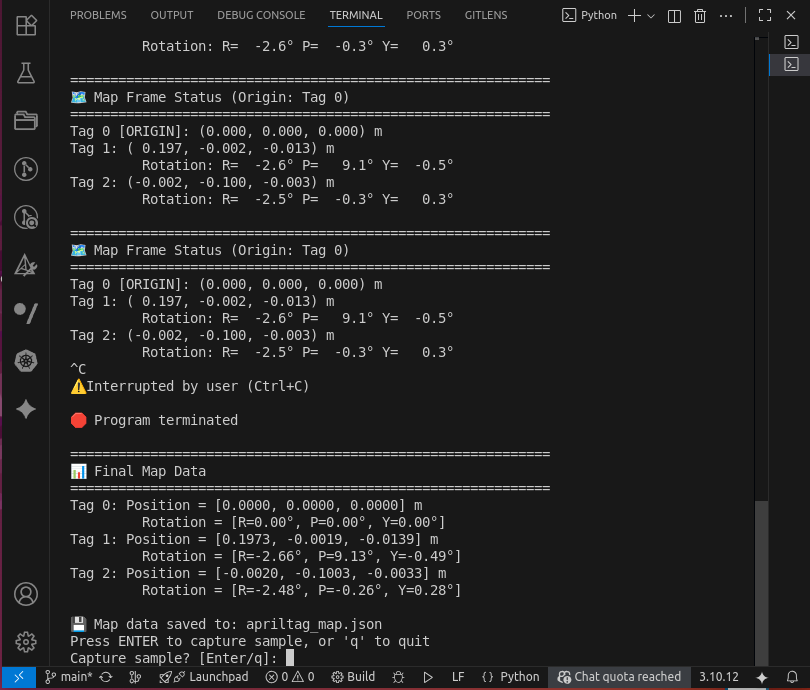 PROBLEMS OUTPUT DEBUG CONSOLE TERMINAL PORTS GITLENS Python
Rotation: R=  -2.6° P=  -0.3° Y=   0.3°
============================================================
🗺️ Map Frame Status (Origin: Tag 0)
============================================================
Tag 0 [ORIGIN]: (0.000, 0.000, 0.000) m
Tag 1: ( 0.197, -0.002, -0.013) m
Rotation: R=  -2.6° P=   9.1° Y=  -0.5°
Tag 2: (-0.002, -0.100, -0.003) m
Rotation: R=  -2.5° P=  -0.3° Y=   0.3°
============================================================
🗺️ Map Frame Status (Origin: Tag 0)
============================================================
Tag 0 [ORIGIN]: (0.000, 0.000, 0.000) m
Tag 1: ( 0.197, -0.002, -0.013) m
Rotation: R=  -2.6° P=   9.1° Y=  -0.5°
Tag 2: (-0.002, -0.100, -0.003) m
Rotation: R=  -2.5° P=  -0.3° Y=   0.3°
^C
⚠️Interrupted by user (Ctrl+C)
🛑 Program terminated
============================================================
📊 Final Map Data
============================================================
Tag 0: Position = [0.0000, 0.0000, 0.0000] m
Rotation = [R=0.00°, P=0.00°, Y=0.00°]
Tag 1: Position = [0.1973, -0.0019, -0.0139] m
Rotation = [R=-2.66°, P=9.13°, Y=-0.49°]
Tag 2: Position = [-0.0020, -0.1003, -0.0033] m
Rotation = [R=-2.48°, P=-0.26°, Y=0.28°]
💾 Map data saved to: apriltag_map.json
Press ENTER to capture sample, or 'q' to quit
Capture sample? [Enter/q]:
main* Launchpad 0 0 Build LF {} Python Chat quota reached 3.10.12